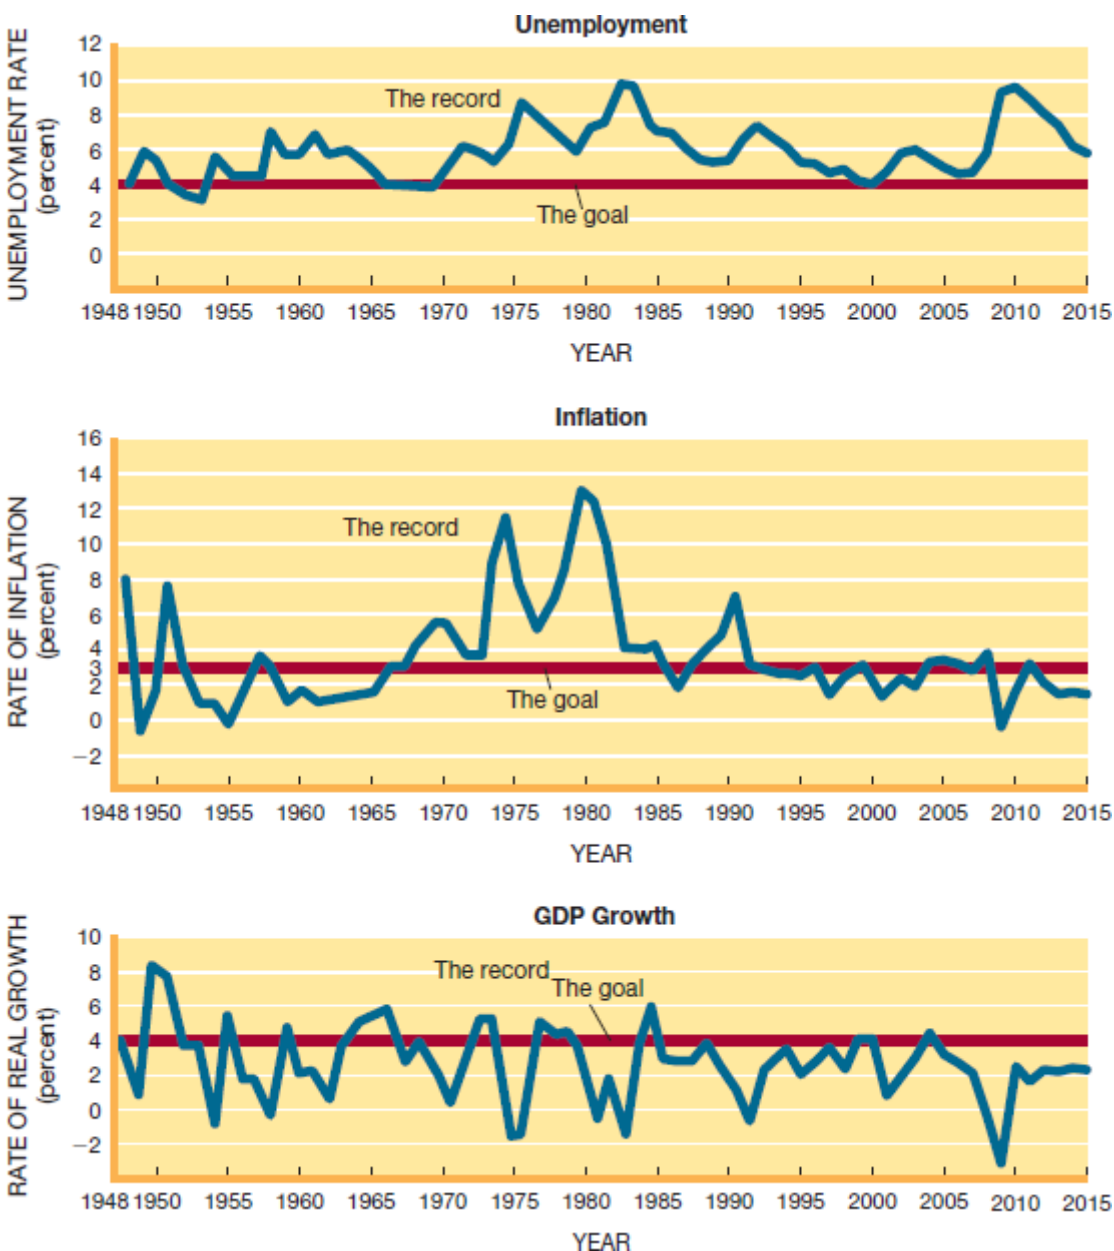 Unemployment
UNEMPLOYMENT RATE
(percent)
12
10
8
6
4
2
0
The record
The goal
1948 1950 1955 1960 1965 1970 1975 1980 1985 1990 1995 2000 2005 2010 2015
YEAR
Inflation
RATE OF INFLATION
(percent)
16
14
12
10
8
6
4
3
2
0
−2
The record
The goal
1948 1950 1955 1960 1965 1970 1975 1980 1985 1990 1995 2000 2005 2010 2015
YEAR
GDP Growth
RATE OF REAL GROWTH
(percent)
10
8
6
4
2
0
−2
The record
The goal
1948 1950 1955 1960 1965 1970 1975 1980 1985 1990 1995 2000 2005 2010 2015
YEAR